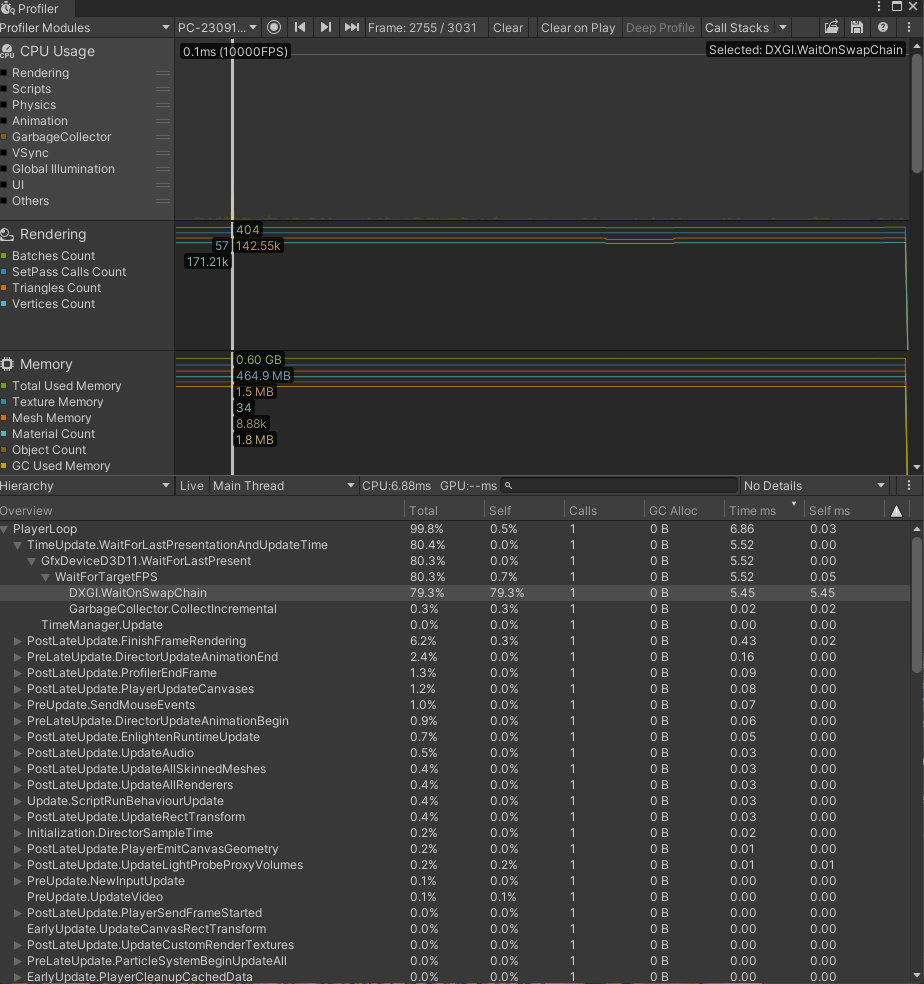 Profiler
Profiler Modules PC-23091... Frame: 2755 / 3031 Clear Clear on Play Deep Profile Call Stacks
CPU Usage 0.1ms (10000FPS) Selected: DXGI.WaitOnSwapChain
Rendering
Scripts
Physics
Animation
GarbageCollector
VSync
Global Illumination
UI
Others
Rendering 404
57 142.55k
Batches Count 171.21k
SetPass Calls Count
Triangles Count
Vertices Count
Memory 0.60 GB
464.9 MB
Total Used Memory 1.5 MB
Texture Memory 34
Mesh Memory 8.88k
Material Count 1.8 MB
Object Count
GC Used Memory
Hierarchy Live Main Thread CPU:6.88ms GPU:--ms No Details
Overview Total Self Calls GC Alloc Time ms Self ms
PlayerLoop 99.8% 0.5% 1 0 B 6.86 0.03
TimeUpdate.WaitForLastPresentationAndUpdateTime 80.4% 0.0% 1 0 B 5.52 0.00
GfxDeviceD3D11.WaitForLastPresent 80.3% 0.0% 1 0 B 5.52 0.00
WaitForTargetFPS 80.3% 0.7% 1 0 B 5.52 0.05
DXGI.WaitOnSwapChain 79.3% 79.3% 1 0 B 5.45 5.45
GarbageCollector.CollectIncremental 0.3% 0.3% 1 0 B 0.02 0.02
TimeManager.Update 0.0% 0.0% 1 0 B 0.00 0.00
PostLateUpdate.FinishFrameRendering 6.2% 0.3% 1 0 B 0.43 0.02
PreLateUpdate.DirectorUpdateAnimationEnd 2.4% 0.0% 1 0 B 0.16 0.00
PostLateUpdate.ProfilerEndFrame 1.3% 0.0% 1 0 B 0.09 0.00
PostLateUpdate.PlayerUpdateCanvases 1.2% 0.0% 1 0 B 0.08 0.00
PreUpdate.SendMouseEvents 1.0% 0.0% 1 0 B 0.07 0.00
PreLateUpdate.DirectorUpdateAnimationBegin 0.9% 0.0% 1 0 B 0.06 0.00
PostLateUpdate.EnlightenRuntimeUpdate 0.7% 0.0% 1 0 B 0.05 0.00
PostLateUpdate.UpdateAudio 0.5% 0.0% 1 0 B 0.03 0.00
PostLateUpdate.UpdateAllSkinnedMeshes 0.4% 0.0% 1 0 B 0.03 0.00
PostLateUpdate.UpdateAllRenderers 0.4% 0.0% 1 0 B 0.03 0.00
Update.ScriptRunBehaviourUpdate 0.4% 0.0% 1 0 B 0.03 0.00
PostLateUpdate.UpdateRectTransform 0.4% 0.0% 1 0 B 0.03 0.00
Initialization.DirectorSampleTime 0.2% 0.0% 1 0 B 0.02 0.00
PostLateUpdate.PlayerEmitCanvasGeometry 0.2% 0.0% 1 0 B 0.01 0.00
PostLateUpdate.UpdateLightProbeProxyVolumes 0.2% 0.2% 1 0 B 0.01 0.01
PreUpdate.NewInputUpdate 0.1% 0.0% 1 0 B 0.00 0.00
PreUpdate.UpdateVideo 0.1% 0.1% 1 0 B 0.00 0.00
PostLateUpdate.PlayerSendFrameStarted 0.0% 0.0% 1 0 B 0.00 0.00
EarlyUpdate.UpdateCanvasRectTransform 0.0% 0.0% 1 0 B 0.00 0.00
PostLateUpdate.UpdateCustomRenderTextures 0.0% 0.0% 1 0 B 0.00 0.00
PreLateUpdate.ParticleSystemBeginUpdateAll 0.0% 0.0% 1 0 B 0.00 0.00
EarlyUpdate.PlayerCleanupCachedData 0.0% 0.0% 1 0 B 0.00 0.00